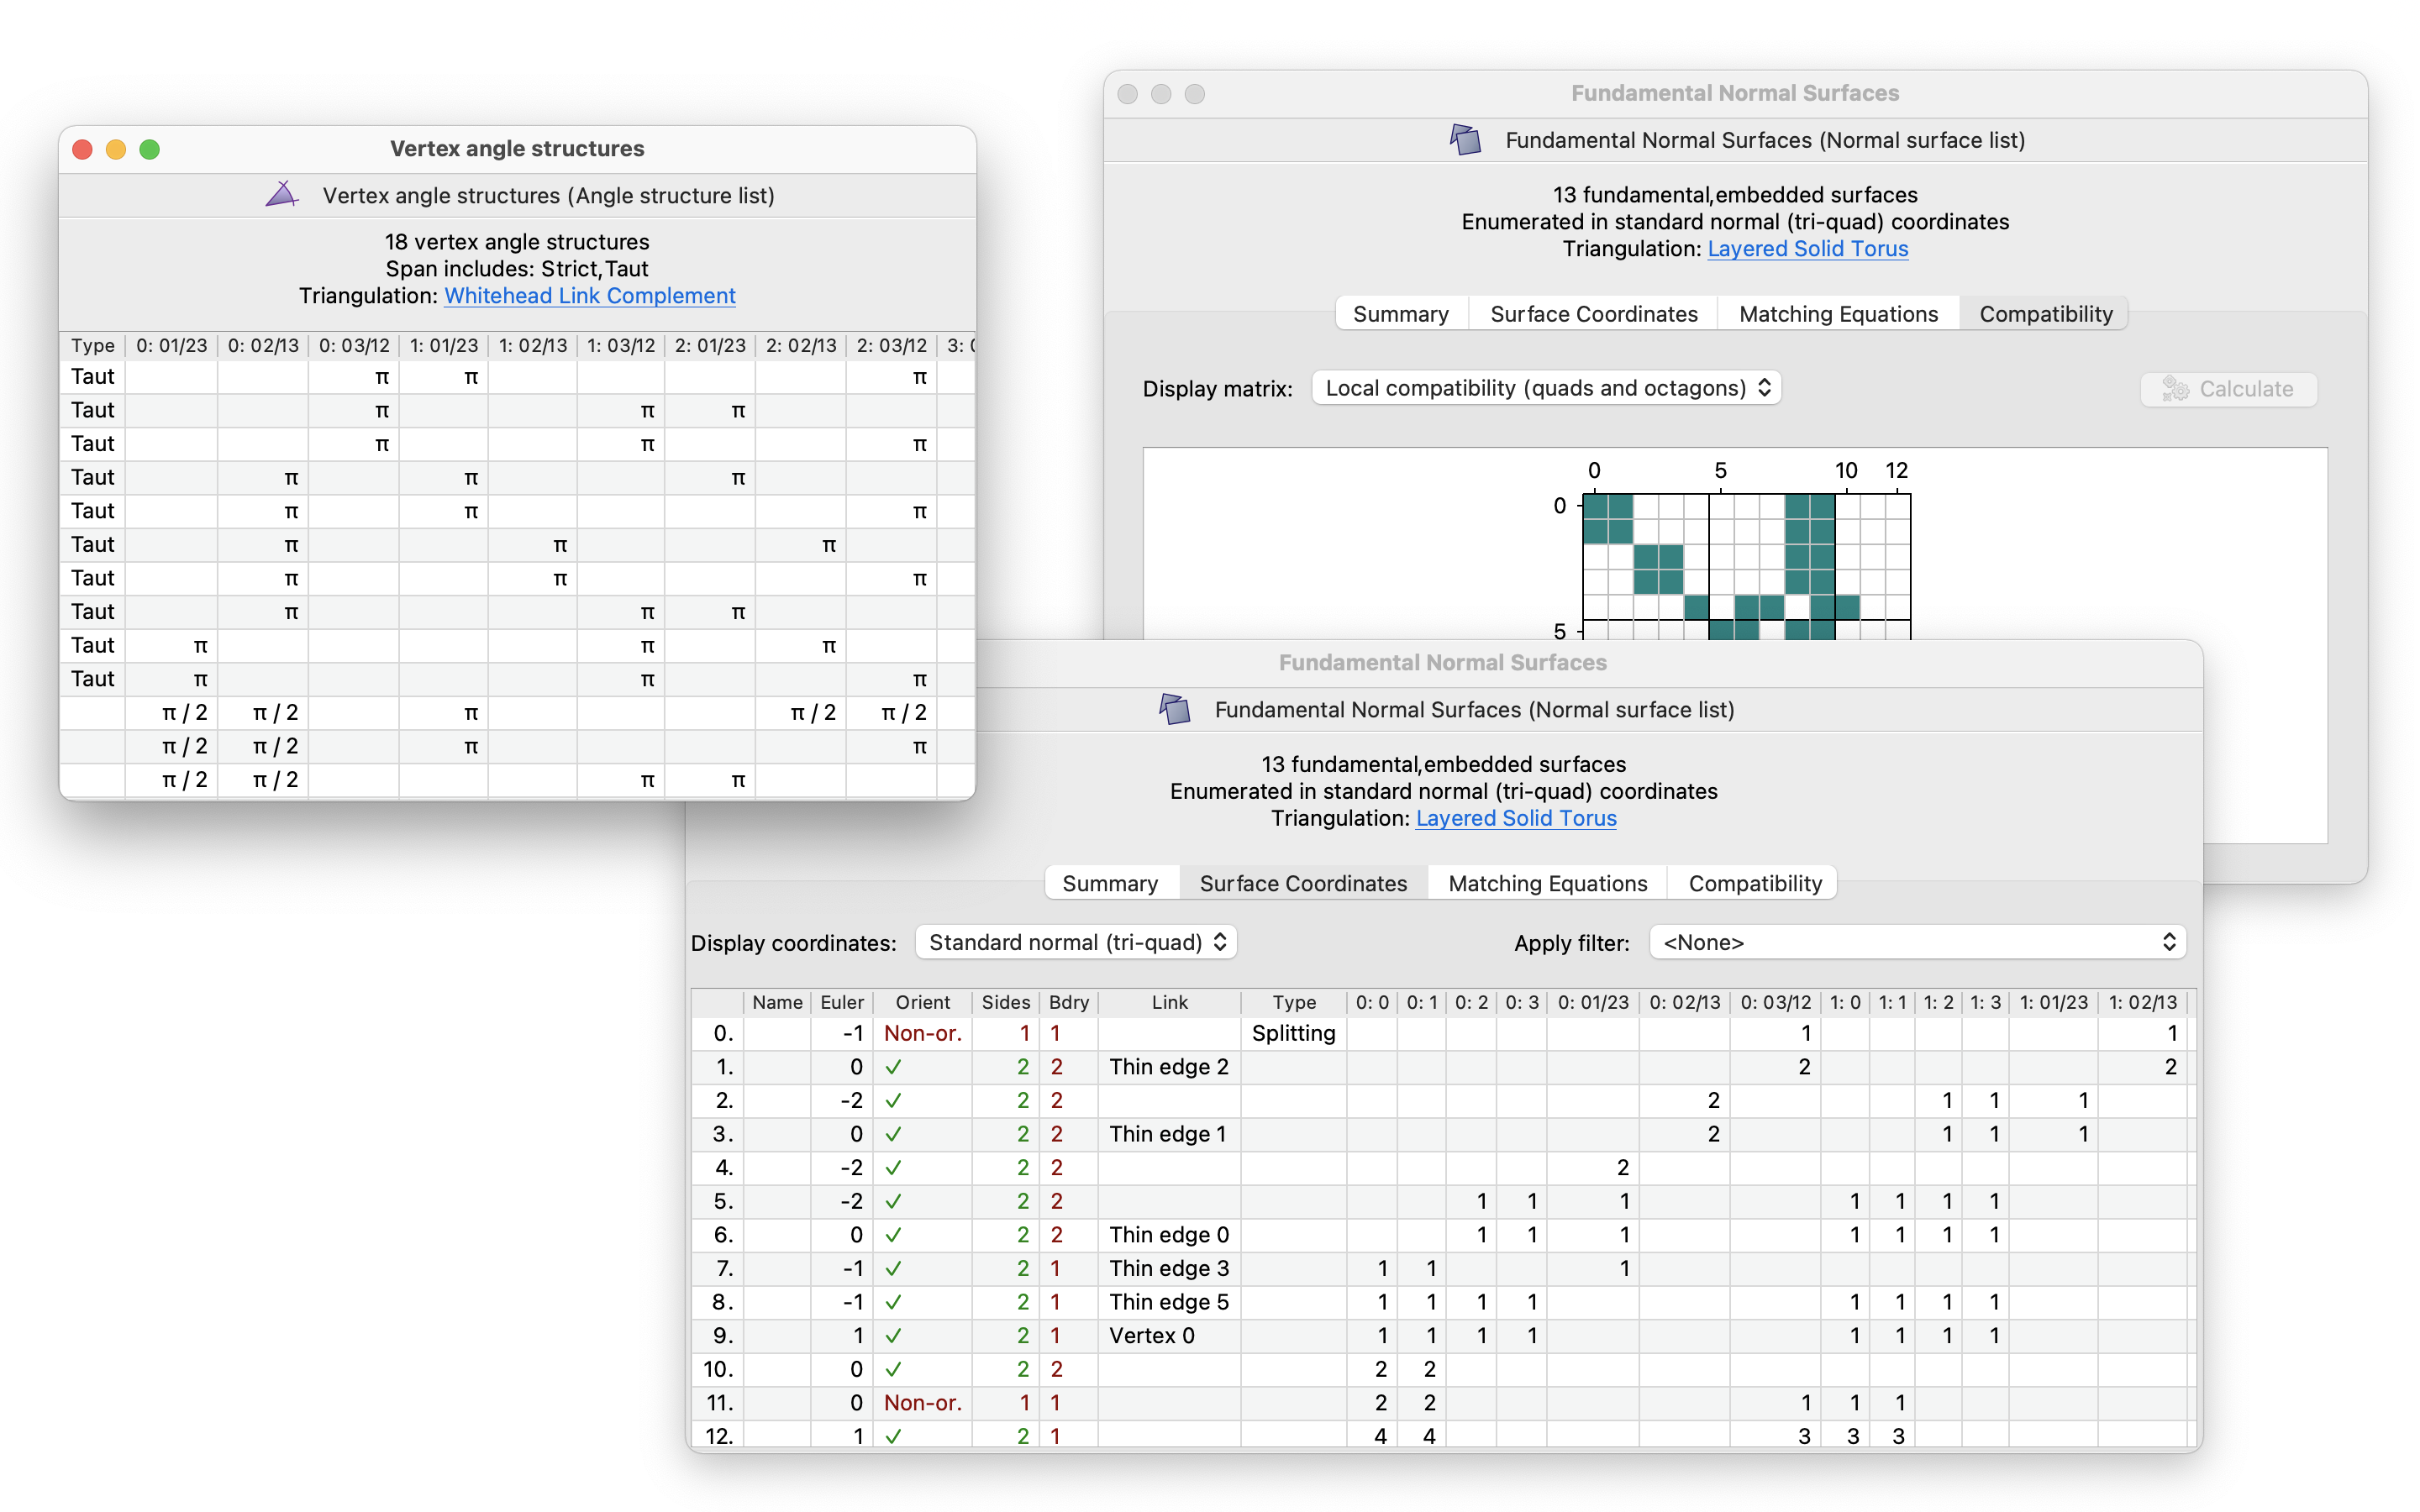 Vertex angle structures
Vertex angle structures (Angle structure list)
18 vertex angle structures
Span includes: Strict,Taut
Triangulation: Whitehead Link Complement
Type 0: 01/23 0: 02/13 0: 03/12 1: 01/23 1: 02/13 1: 03/12 2: 01/23 2: 02/13 2: 03/12 3:
Taut π π π
Taut π π π
Taut π π π
Taut π π π
Taut π π π
Taut π π π
Taut π π π
Taut π π π
Taut π π π
Taut π π π
π / 2 π / 2 π π / 2 π / 2
π / 2 π / 2 π π
π / 2 π / 2 π π
Fundamental Normal Surfaces
Fundamental Normal Surfaces (Normal surface list)
13 fundamental,embedded surfaces
Enumerated in standard normal (tri-quad) coordinates
Triangulation: Layered Solid Torus
Summary Surface Coordinates Matching Equations Compatibility
Display matrix: Local compatibility (quads and octagons) Calculate
0 5 10 12
0
5
Fundamental Normal Surfaces
Fundamental Normal Surfaces (Normal surface list)
13 fundamental,embedded surfaces
Enumerated in standard normal (tri-quad) coordinates
Triangulation: Layered Solid Torus
Summary Surface Coordinates Matching Equations Compatibility
Display coordinates: Standard normal (tri-quad) Apply filter: <None>
Name Euler Orient Sides Bdry Link Type 0: 0 0: 1 0: 2 0: 3 0: 01/23 0: 02/13 0: 03/12 1: 0 1: 1 1: 2 1: 3 1: 01/23 1: 02/13
0. -1 Non-or. 1 1 Splitting 1 1
1. 0 ✓ 2 2 Thin edge 2 2 2
2. -2 ✓ 2 2 2 1 1 1
3. 0 ✓ 2 2 Thin edge 1 2 1 1 1
4. -2 ✓ 2 2 2
5. -2 ✓ 2 2 1 1 1 1 1 1 1
6. 0 ✓ 2 2 Thin edge 0 1 1 1 1 1 1 1
7. -1 ✓ 2 1 Thin edge 3 1 1 1
8. -1 ✓ 2 1 Thin edge 5 1 1 1 1 1 1 1 1
9. 1 ✓ 2 1 Vertex 0 1 1 1 1 1 1 1 1
10. 0 ✓ 2 2 2 2
11. 0 Non-or. 1 1 2 2 1 1 1
12. 1 ✓ 2 1 4 4 3 3 3